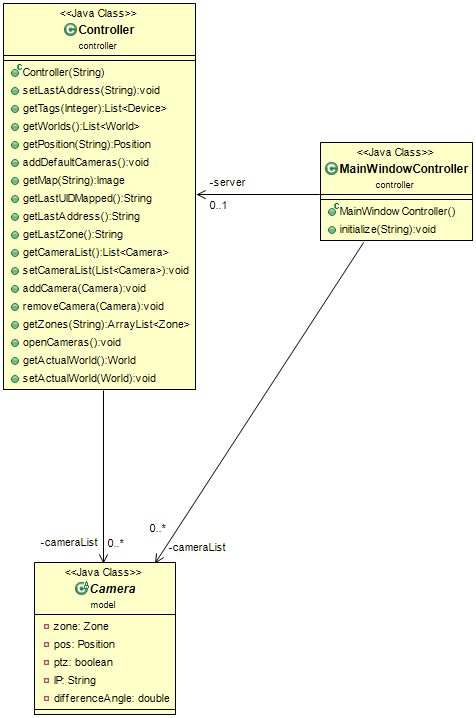 <<Java Class>>
Controller
controller
Controller(String)
setLastAddress(String):void
getTags(Integer):List<Device>
getWorlds():List<World>
getPosition(String):Position
addDefaultCameras():void
getMap(String):Image
getLastUIDMapped():String
getLastAddress():String
getLastZone():String
getCameraList():List<Camera>
setCameraList(List<Camera>):void
addCamera(Camera):void
removeCamera(Camera):void
getZones(String):ArrayList<Zone>
openCameras():void
getActualWorld():World
setActualWorld(World):void
-server
0..1
<<Java Class>>
MainWindowController
controller
MainWindowController()
initialize(String):void
-cameraList
0..*
0..*
-cameraList
<<Java Class>>
Camera
model
zone: Zone
pos: Position
ptz: boolean
IP: String
differenceAngle: double